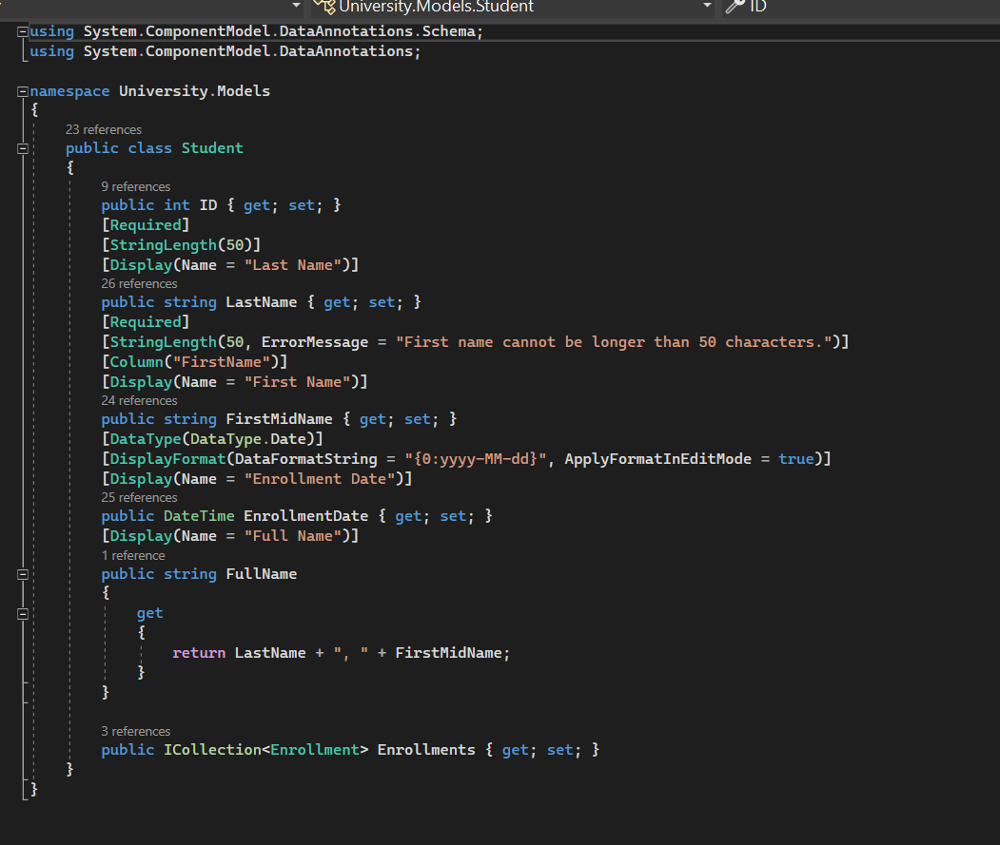 University.Models.Student ID
using System.ComponentModel.DataAnnotations.Schema;
using System.ComponentModel.DataAnnotations;
namespace University.Models
{
23 references
public class Student
{
9 references
public int ID { get; set; }
[Required]
[StringLength(50)]
[Display(Name = "Last Name")]
26 references
public string LastName { get; set; }
[Required]
[StringLength(50, ErrorMessage = "First name cannot be longer than 50 characters.")]
[Column("FirstName")]
[Display(Name = "First Name")]
24 references
public string FirstMidName { get; set; }
[DataType(DataType.Date)]
[DisplayFormat(DataFormatString = "{0:yyyy-MM-dd}", ApplyFormatInEditMode = true)]
[Display(Name = "Enrollment Date")]
25 references
public DateTime EnrollmentDate { get; set; }
[Display(Name = "Full Name")]
1 reference
public string FullName
{
get
{
return LastName + ", " + FirstMidName;
}
}
3 references
public ICollection<Enrollment> Enrollments { get; set; }
}
}